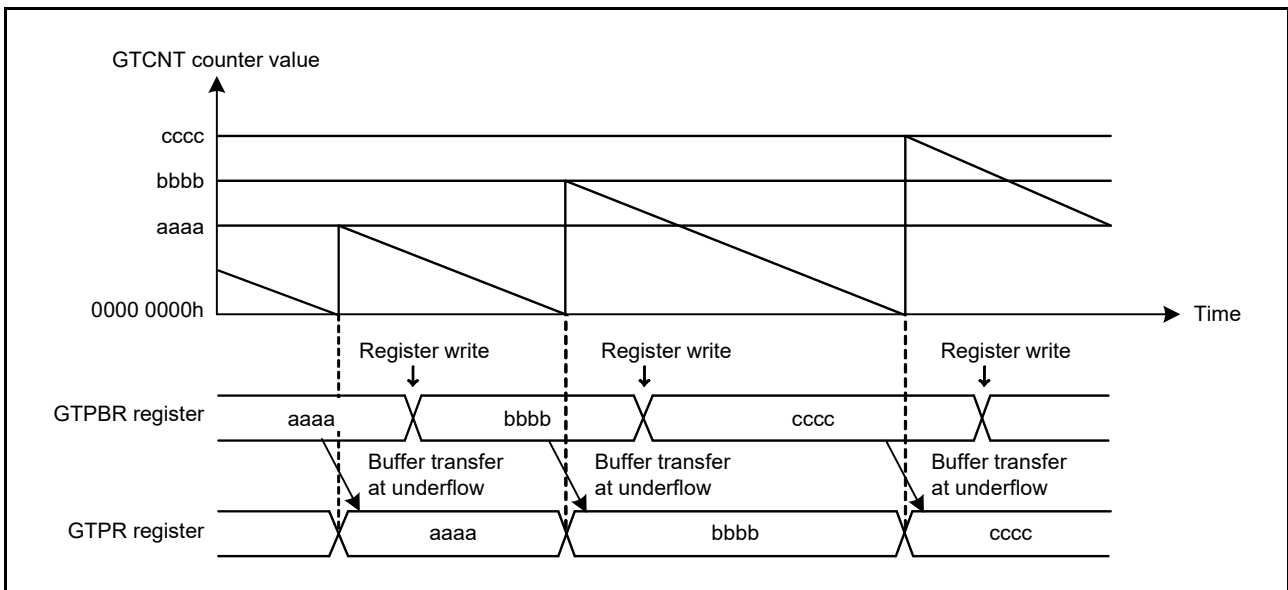 GTCNT counter value
cccc
bbbb
aaaa
0000 0000h
Time
Register write
Register write
Register write
GTPBR register
aaaa
bbbb
cccc
Buffer transfer
at underflow
Buffer transfer
at underflow
Buffer transfer
at underflow
GTPR register
aaaa
bbbb
cccc